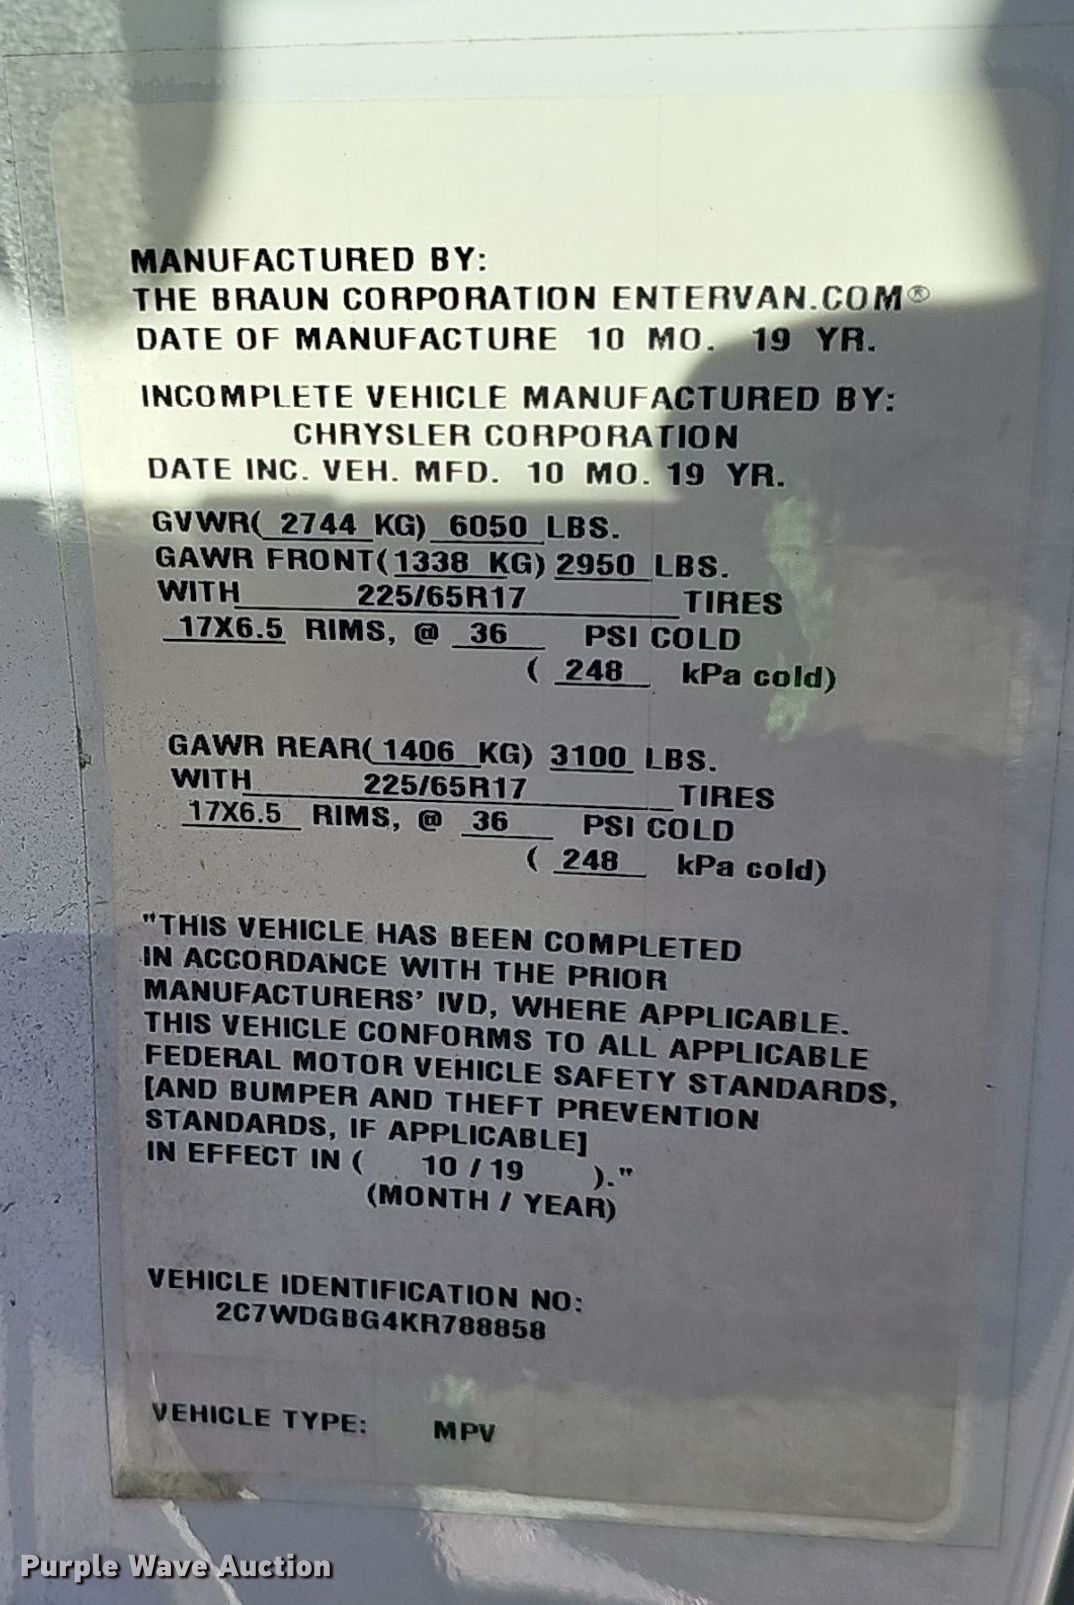 MANUFACTURED BY:
THE BRAUN CORPORATION ENTERVAN.COM®
DATE OF MANUFACTURE 10 MO. 19 YR.
INCOMPLETE VEHICLE MANUFACTURED BY:
CHRYSLER CORPORATION
DATE INC. VEH. MFD. 10 MO. 19 YR.
GVWR( 2744 KG) 6050 LBS.
GAWR FRONT( 1338 KG) 2950 LBS.
WITH 225/65R17 TIRES
17X6.5 RIMS, @ 36 PSI COLD
( 248 kPa cold)
GAWR REAR( 1406 KG) 3100 LBS.
WITH 225/65R17 TIRES
17X6.5 RIMS, @ 36 PSI COLD
( 248 kPa cold)
"THIS VEHICLE HAS BEEN COMPLETED
IN ACCORDANCE WITH THE PRIOR
MANUFACTURERS' IVD, WHERE APPLICABLE.
THIS VEHICLE CONFORMS TO ALL APPLICABLE
FEDERAL MOTOR VEHICLE SAFETY STANDARDS,
[AND BUMPER AND THEFT PREVENTION
STANDARDS, IF APPLICABLE]
IN EFFECT IN ( 10 / 19 )."
(MONTH / YEAR)
VEHICLE IDENTIFICATION NO:
2C7WDGBG4KR788858
VEHICLE TYPE: MPV
Purple Wave Auction